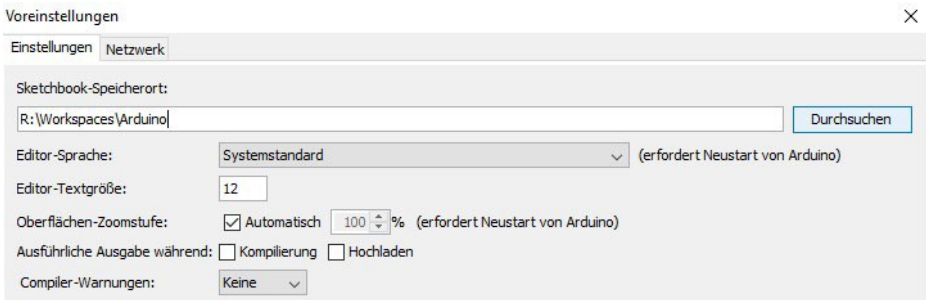 Voreinstellungen
Einstellungen Netzwerk
Sketchbook-Speicherort:
R:\Workspaces\Arduino Durchsuchen
Editor-Sprache: Systemstandard (erfordert Neustart von Arduino)
Editor-Textgröße: 12
Oberflächen-Zoomstufe: Automatisch 100 % (erfordert Neustart von Arduino)
Ausführliche Ausgabe während: Kompilierung Hochladen
Compiler-Warnungen: Keine